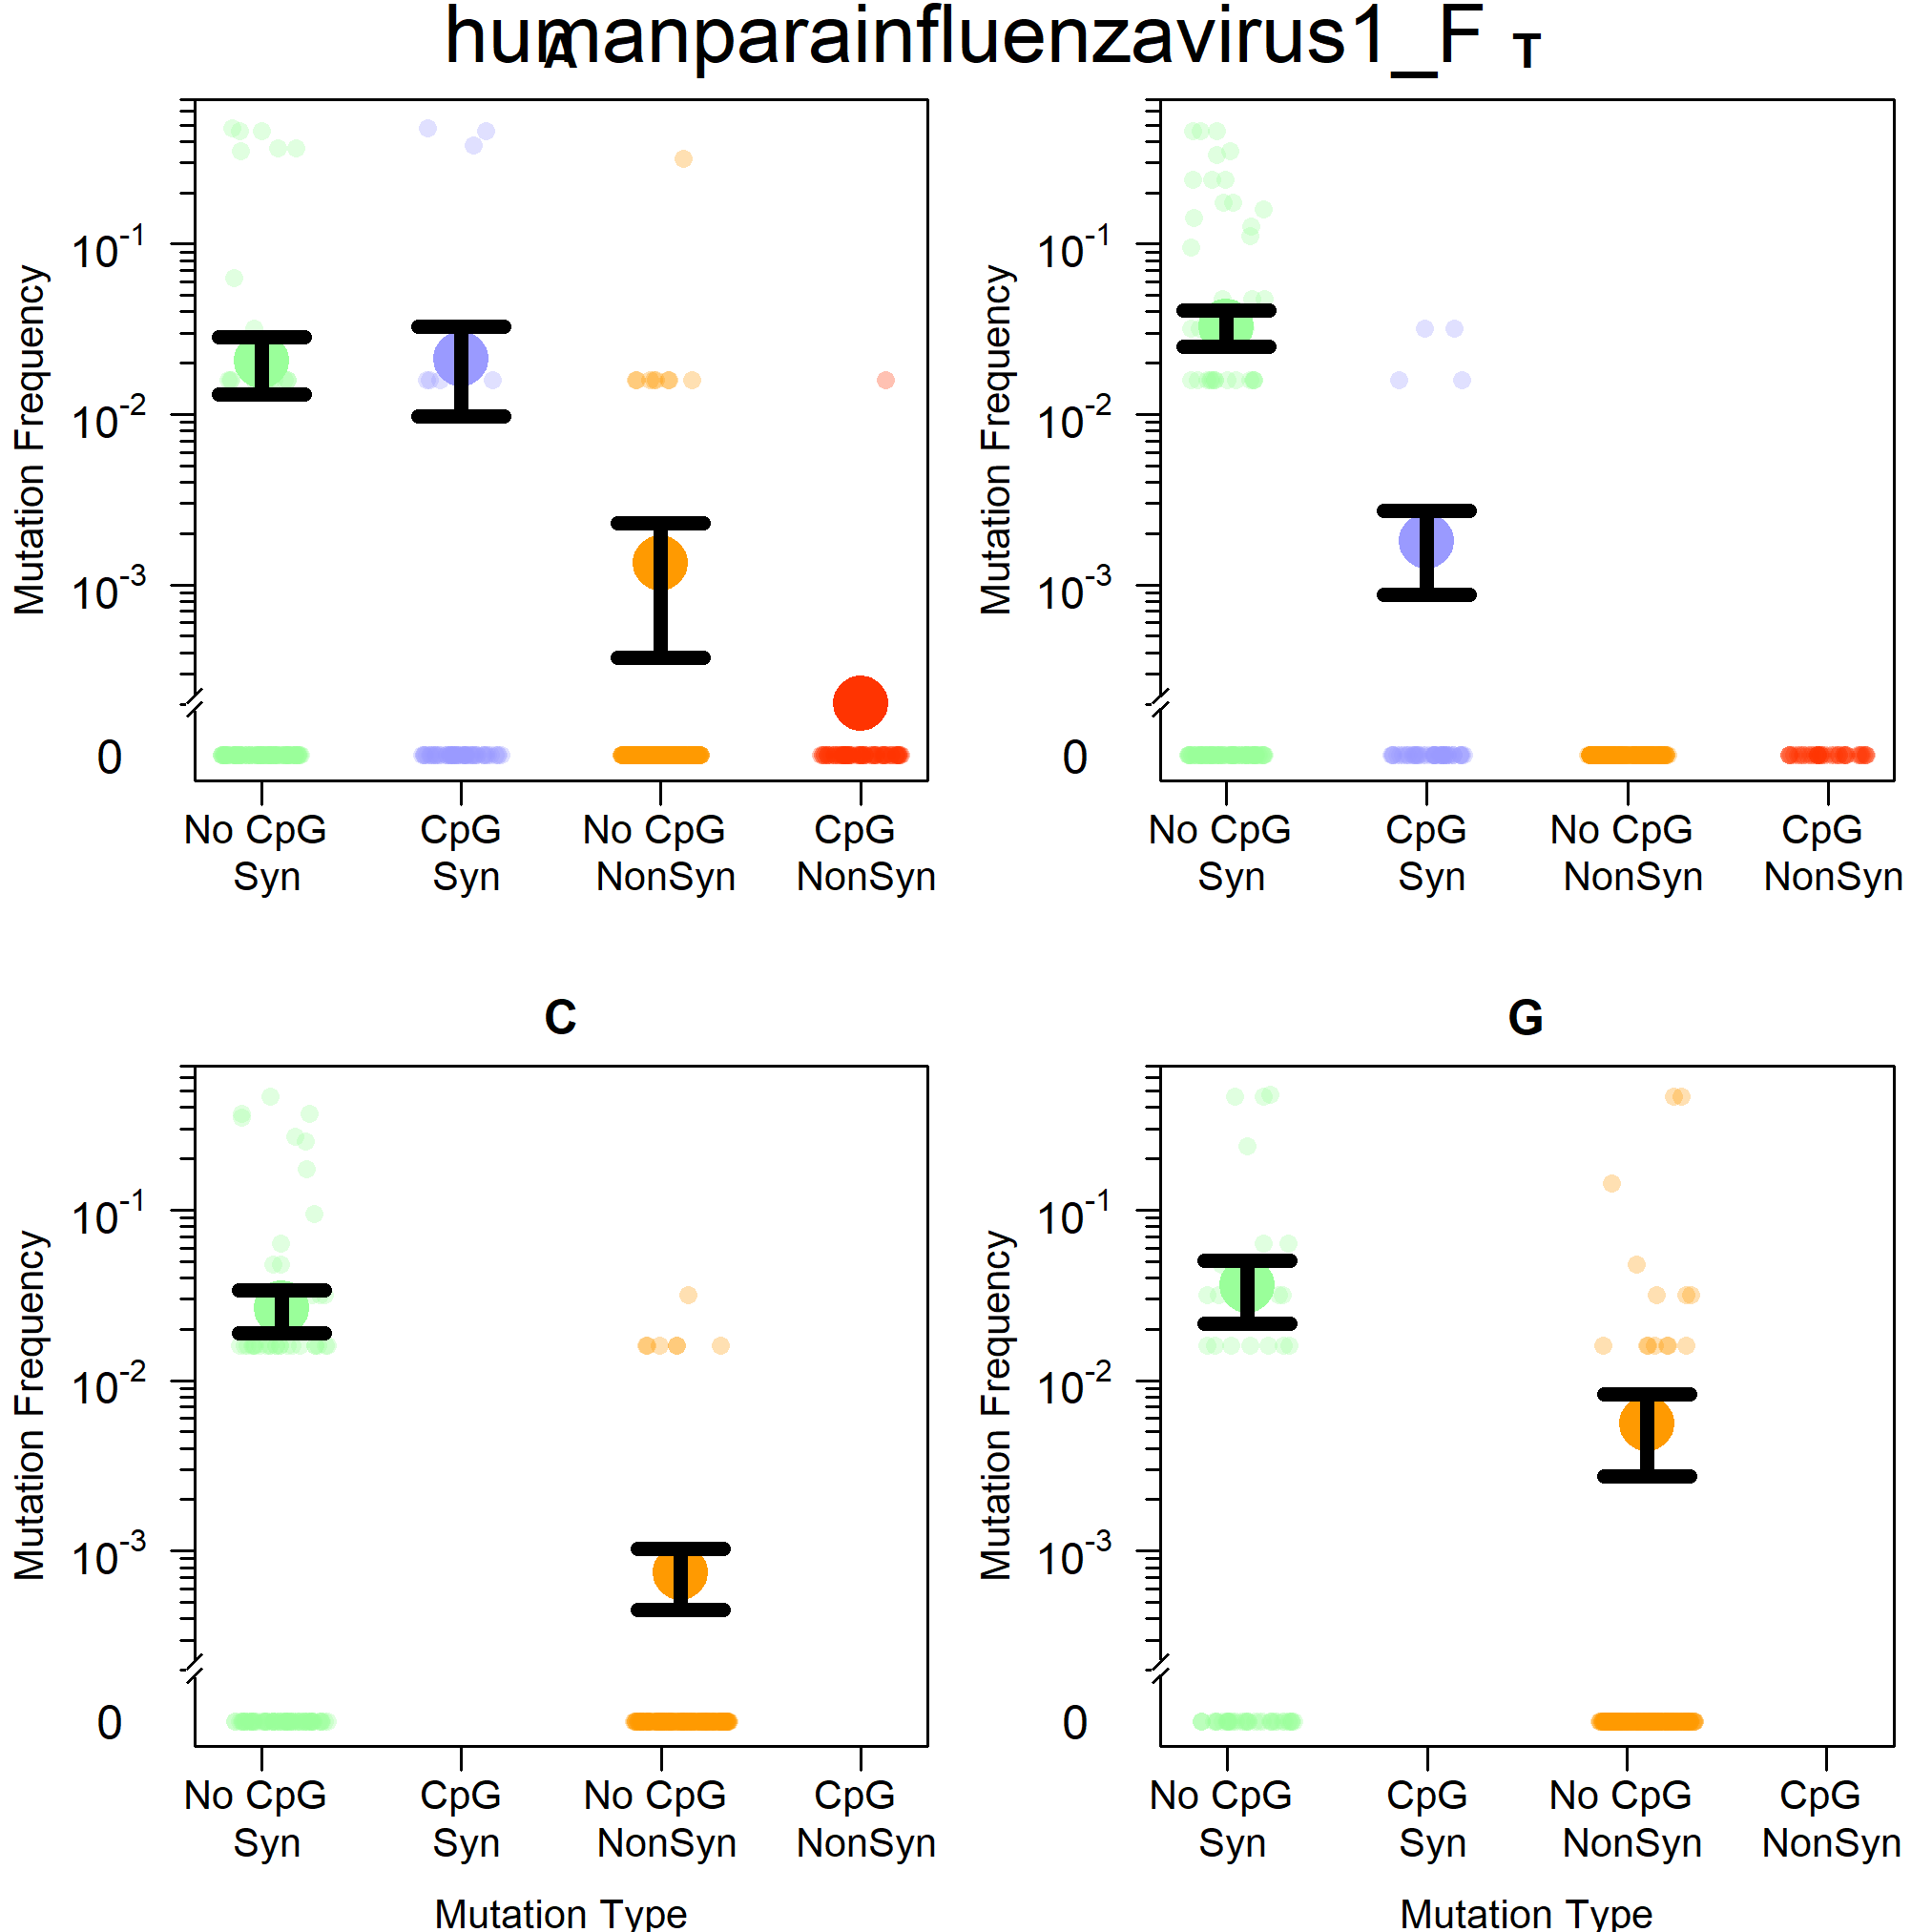 humanparainfluenzavirus1_F
A
T
Mutation Frequency
10-1
10-2
10-3
0
No CpG Syn
CpG Syn
No CpG NonSyn
CpG NonSyn
Mutation Frequency
10-1
10-2
10-3
0
No CpG Syn
CpG Syn
No CpG NonSyn
CpG NonSyn
C
Mutation Frequency
10-1
10-2
10-3
0
No CpG Syn
CpG Syn
No CpG NonSyn
CpG NonSyn
Mutation Type
G
Mutation Frequency
10-1
10-2
10-3
0
No CpG Syn
CpG Syn
No CpG NonSyn
CpG NonSyn
Mutation Type